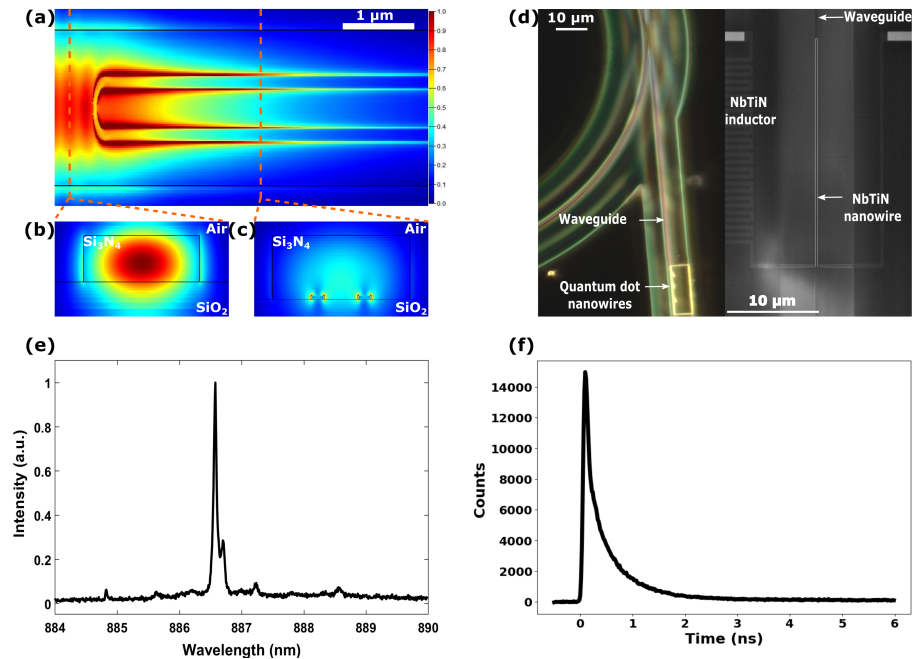 (a)
1 μm
1.0
0.9
0.8
0.7
0.6
0.5
0.4
0.3
0.2
0.1
0.0
(b)
Si3N4
Air
SiO2
(c)
Si3N4
Air
SiO2
(d)
10 μm
Waveguide
Quantum dot
nanowires
Waveguide
NbTiN
inductor
NbTiN
nanowire
10 μm
(e)
Intensity (a.u.)
1
0.8
0.6
0.4
0.2
0
884 885 886 887 888 889 890
Wavelength (nm)
(f)
Counts
14000
12000
10000
8000
6000
4000
2000
0
0 1 2 3 4 5 6
Time (ns)